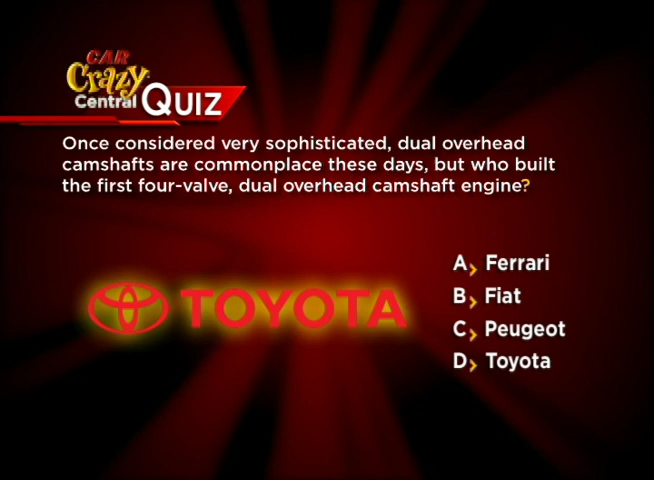 CAR
Crazy
Central QUIZ
Once considered very sophisticated, dual overhead
camshafts are commonplace these days, but who built
the first four-valve, dual overhead camshaft engine?
A› Ferrari
B› Fiat
TOYOTA
C› Peugeot
D› Toyota